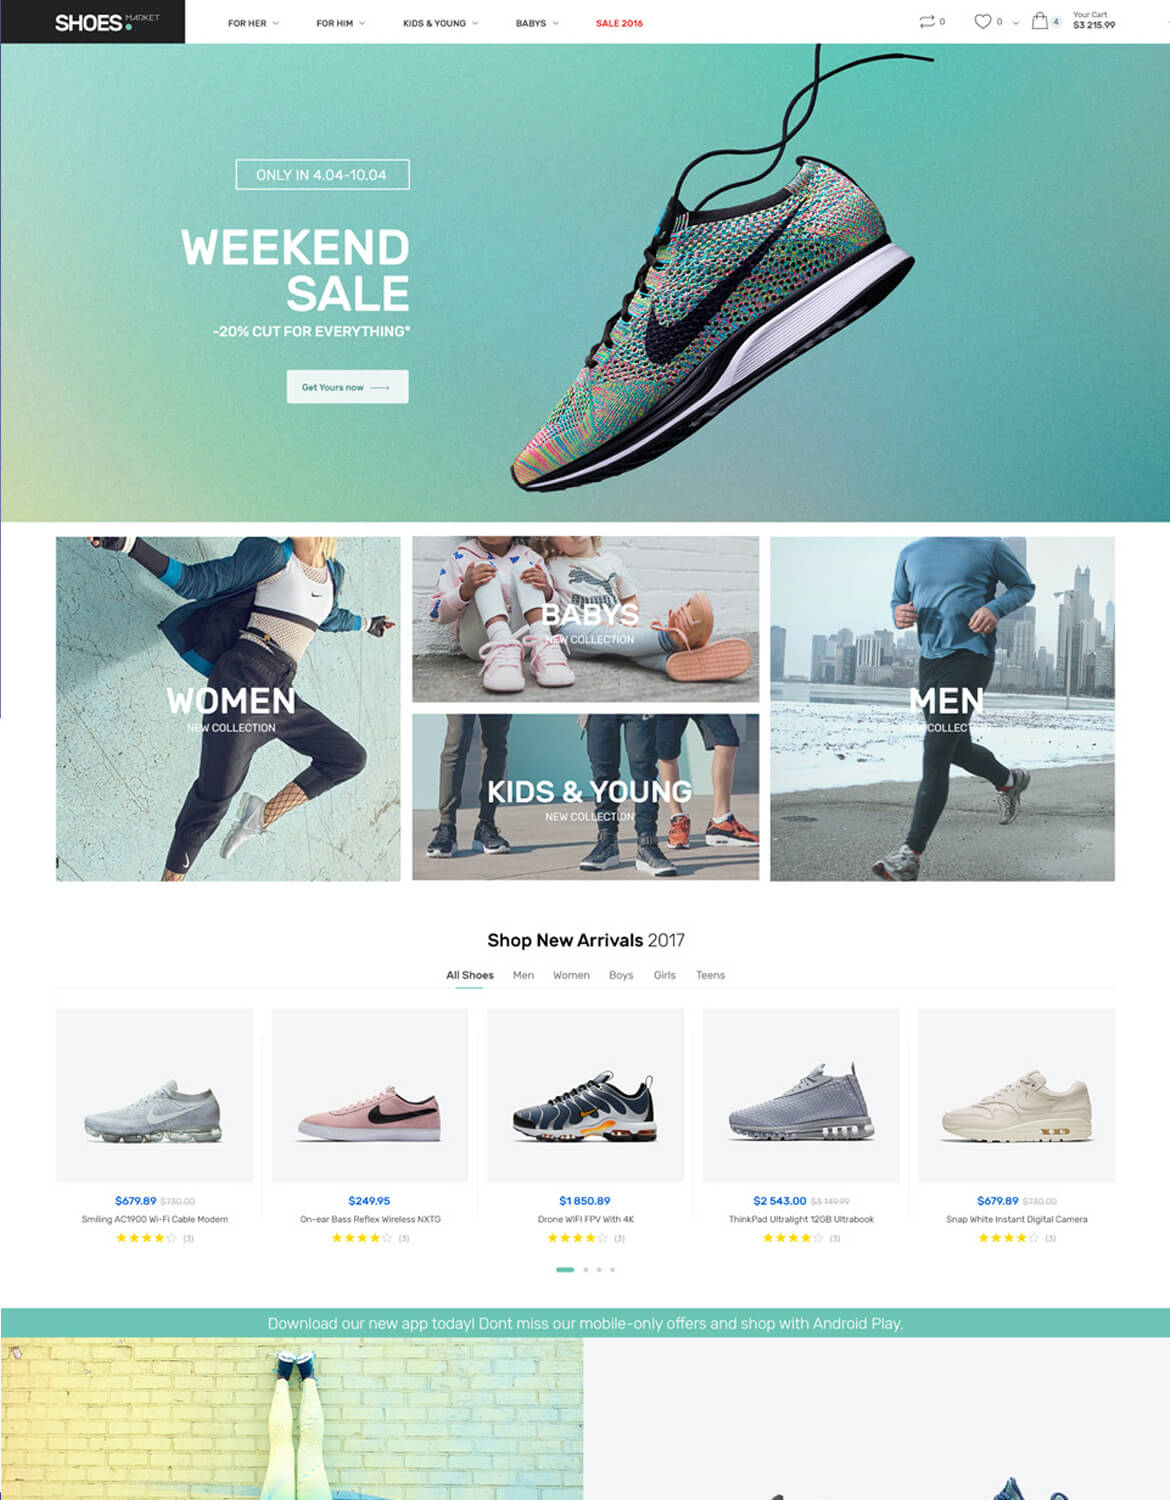 SHOES MARKET
FOR HER
FOR HIM
KIDS & YOUNG
BABYS
SALE 2016
0
0
4
Your Cart
$3 215.99
ONLY IN 4.04-10.04
WEEKEND
SALE
-20% CUT FOR EVERYTHING*
Get Yours now
WOMEN
NEW COLLECTION
BABYS
NEW COLLECTION
KIDS & YOUNG
NEW COLLECTION
MEN
NEW COLLECTION
Shop New Arrivals 2017
All Shoes Men Women Boys Girls Teens
$679.89 $730.00
Smiling AC1900 Wi-Fi Cable Modem
(3)
$249.95
On-ear Bass Reflex Wireless NXTG
(3)
$1 850.89
Drone WIFI FPV With 4K
(3)
$2 543.00 $3 149.99
ThinkPad Ultralight 12GB Ultrabook
(3)
$679.89 $730.00
Snap White Instant Digital Camera
(3)
Download our new app today! Dont miss our mobile-only offers and shop with Android Play.